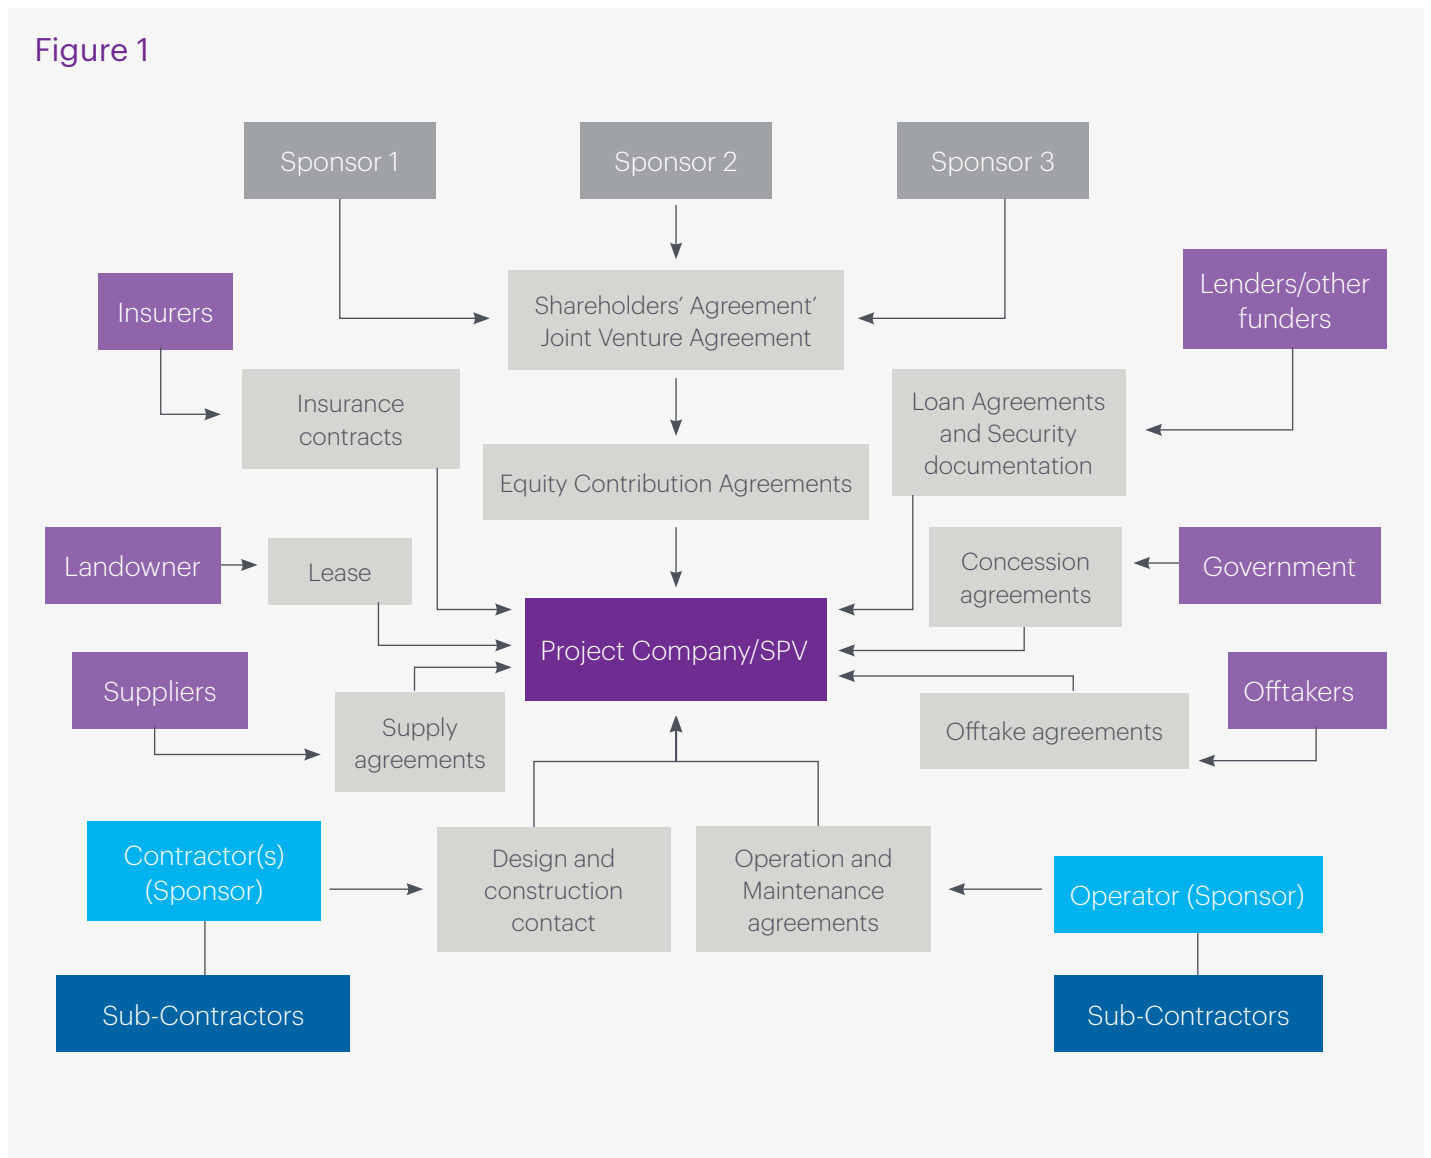 Figure 1
Sponsor 1
Sponsor 2
Sponsor 3
Insurers
Shareholders’ Agreement’
Joint Venture Agreement
Lenders/other
funders
Insurance
contracts
Loan Agreements
and Security
documentation
Equity Contribution Agreements
Landowner
Lease
Concession
agreements
Government
Project Company/SPV
Suppliers
Supply
agreements
Offtake agreements
Offtakers
Contractor(s)
(Sponsor)
Design and
construction
contact
Operation and
Maintenance
agreements
Operator (Sponsor)
Sub-Contractors
Sub-Contractors